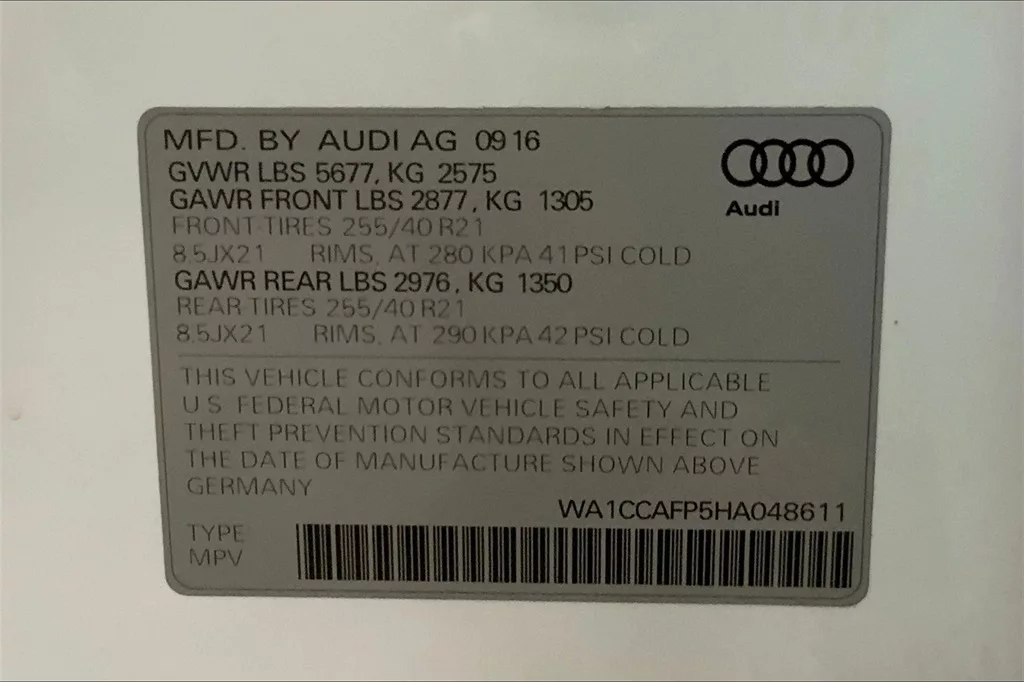 MFD. BY AUDI AG 0916
GVWR LBS 5677, KG 2575
GAWR FRONT LBS 2877, KG 1305
FRONT TIRES 255/40 R21
8.5JX21 RIMS, AT 280 KPA 41 PSI COLD
GAWR REAR LBS 2976, KG 1350
REAR TIRES 255/40 R21
8.5JX21 RIMS, AT 290 KPA 42 PSI COLD
Audi
THIS VEHICLE CONFORMS TO ALL APPLICABLE
U S FEDERAL MOTOR VEHICLE SAFETY AND
THEFT PREVENTION STANDARDS IN EFFECT ON
THE DATE OF MANUFACTURE SHOWN ABOVE
GERMANY
WA1CCAFP5HA048611
TYPE
MPV